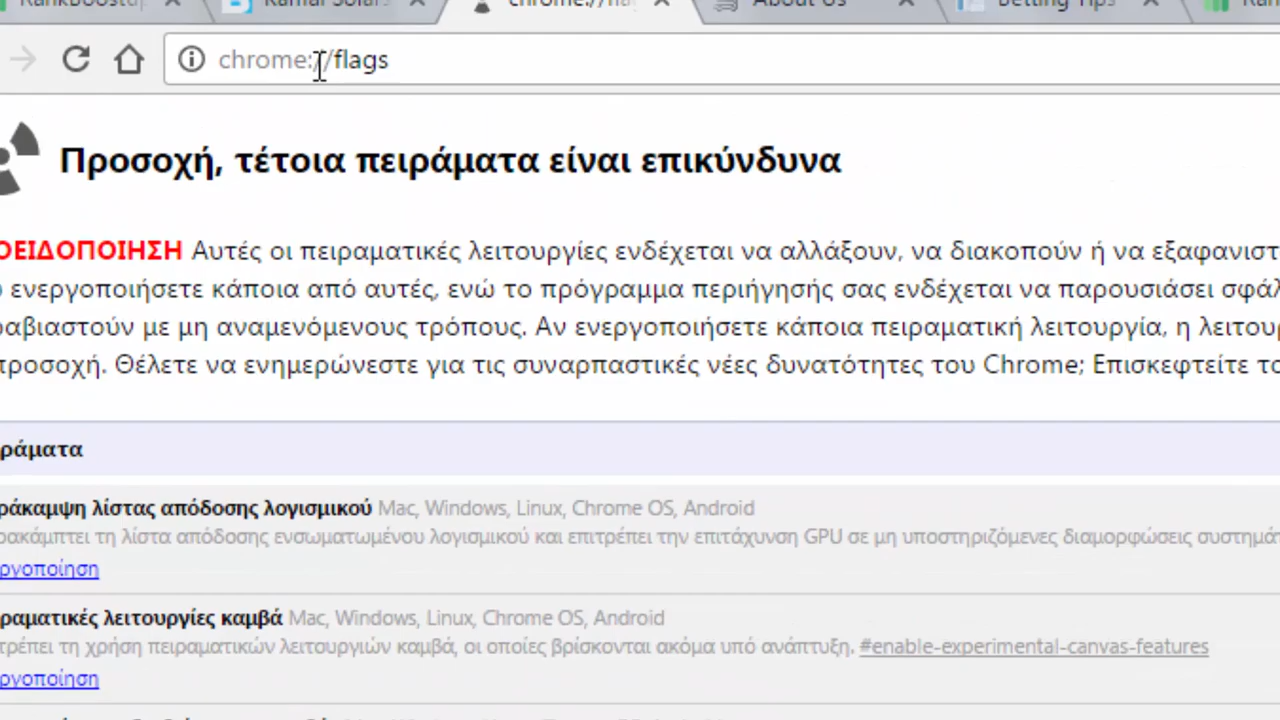 chrome://flags
About Us
Betting Tips
Προσοχή, τέτοια πειράματα είναι επικύνδυνα
ΟΕΙΔΟΠΟΙΗΣΗ Αυτές οι πειραματικές λειτουργίες ενδέχεται να αλλάξουν, να διακοπούν ή να εξαφανιστ
ενεργοποιήσετε κάποια από αυτές, ενώ το πρόγραμμα περιήγησής σας ενδέχεται να παρουσιάσει σφάλ
ραβιαστούν με μη αναμενόμενους τρόπους. Αν ενεργοποιήσετε κάποια πειραματική λειτουργία, η λειτουρ
προσοχή. Θέλετε να ενημερώνεστε για τις συναρπαστικές νέες δυνατότητες του Chrome; Επισκεφτείτε το
ράματα
ράκαμψη λίστας απόδοσης λογισμικού Mac, Windows, Linux, Chrome OS, Android
ρακάμπτει τη λίστα απόδοσης ενσωματωμένου λογισμικού και επιτρέπει την επιτάχυνση GPU σε μη υποστηριζόμενες διαμορφώσεις συστημάτ
ργοποίηση
ραματικές λειτουργίες καμβά Mac, Windows, Linux, Chrome OS, Android
τρέπει τη χρήση πειραματικών λειτουργιών καμβά, οι οποίες βρίσκονται ακόμα υπό ανάπτυξη. #enable-experimental-canvas-features
ργοποίηση